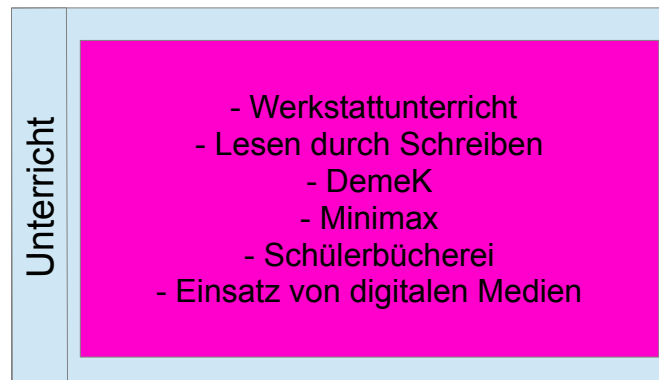 Unterricht
- Werkstattunterricht
- Lesen durch Schreiben
- DemeK
- Minimax
- Schülerbücherei
- Einsatz von digitalen Medien